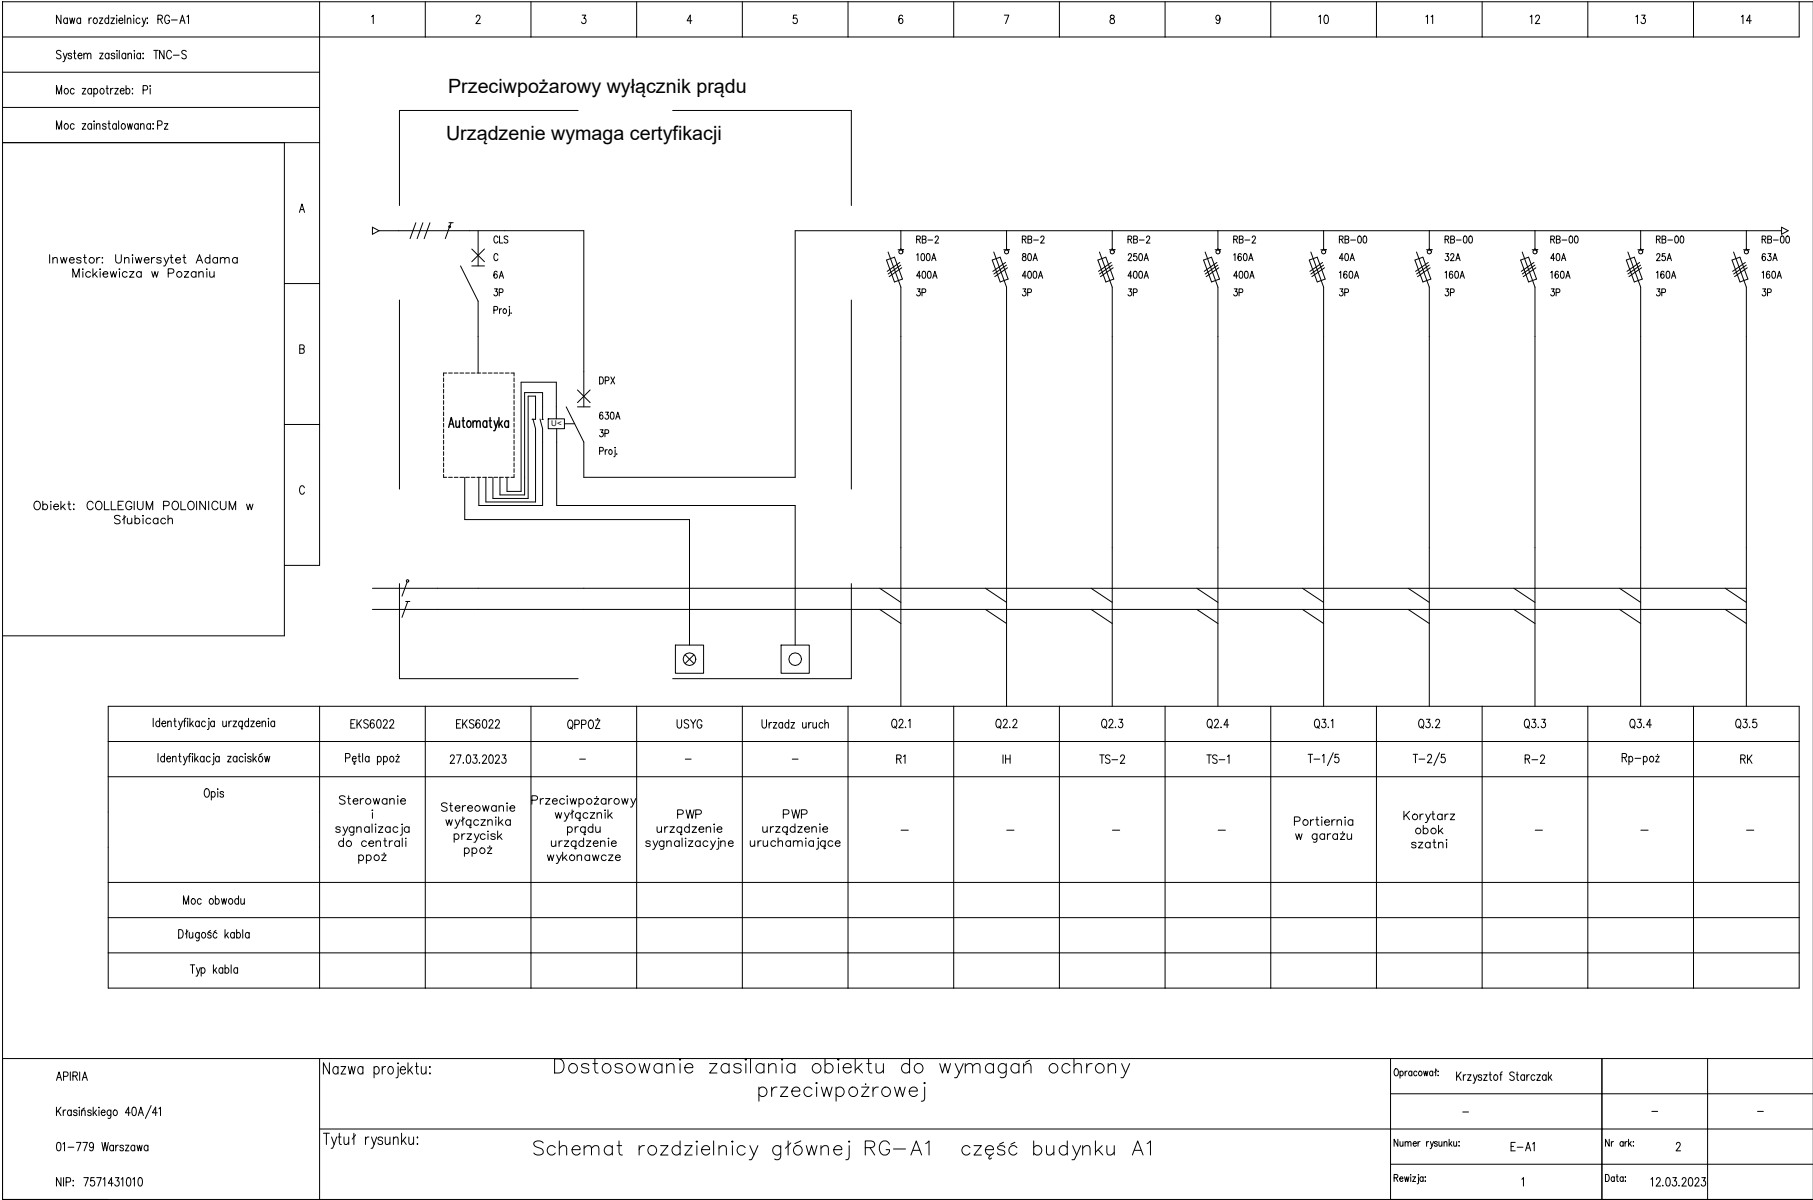 Nawa rozdzielnicy: RG-A1
1 2 3 4 5 6 7 8 9 10 11 12 13 14
System zasilania: TNC-S
Moc zapotrzeb: Pi
Moc zainstalowana: Pz
Przeciwpożarowy wyłącznik prądu
Urządzenie wymaga certyfikacji
A
B
C
Inwestor: Uniwersytet Adama
Mickiewicza w Pozaniu
Obiekt: COLLEGIUM POLOINICUM w
Słubicach
CLS
C
6A
3P
Proj.
Automatyka
U<
DPX
630A
3P
Proj.
RB-2
100A
400A
3P
RB-2
80A
400A
3P
RB-2
250A
400A
3P
RB-2
160A
400A
3P
RB-00
40A
160A
3P
RB-00
32A
160A
3P
RB-00
40A
160A
3P
RB-00
25A
160A
3P
RB-00
63A
160A
3P
Identyfikacja urządzenia EKS6022 EKS6022 QPPOŻ USYG Urzadz uruch Q2.1 Q2.2 Q2.3 Q2.4 Q3.1 Q3.2 Q3.3 Q3.4 Q3.5
Identyfikacja zacisków Pętla ppoż 27.03.2023 - - - R1 IH TS-2 TS-1 T-1/5 T-2/5 R-2 Rp-poż RK
Opis
Sterowanie
i
sygnalizacja
do centrali
ppoż
Stereowanie
wyłącznika
przycisk
ppoż
Przeciwpożarowy
wyłącznik
prądu
urządzenie
wykonawcze
PWP
urządzenie
sygnalizacyjne
PWP
urządzenie
uruchamiające
- - - -
Portiernia
w garażu
Korytarz
obok
szatni
- - -
Moc obwodu
Długość kabla
Typ kabla
APIRIA
Krasińskiego 40A/41
01-779 Warszawa
NIP: 7571431010
Nazwa projektu:
Dostosowanie zasilania obiektu do wymagań ochrony
przeciwpożrowej
Tytuł rysunku:
Schemat rozdzielnicy głównej RG-A1 część budynku A1
Opracował: Krzysztof Starczak
- - -
Numer rysunku: E-A1 Nr ark: 2
Rewizja: 1 Data: 12.03.2023